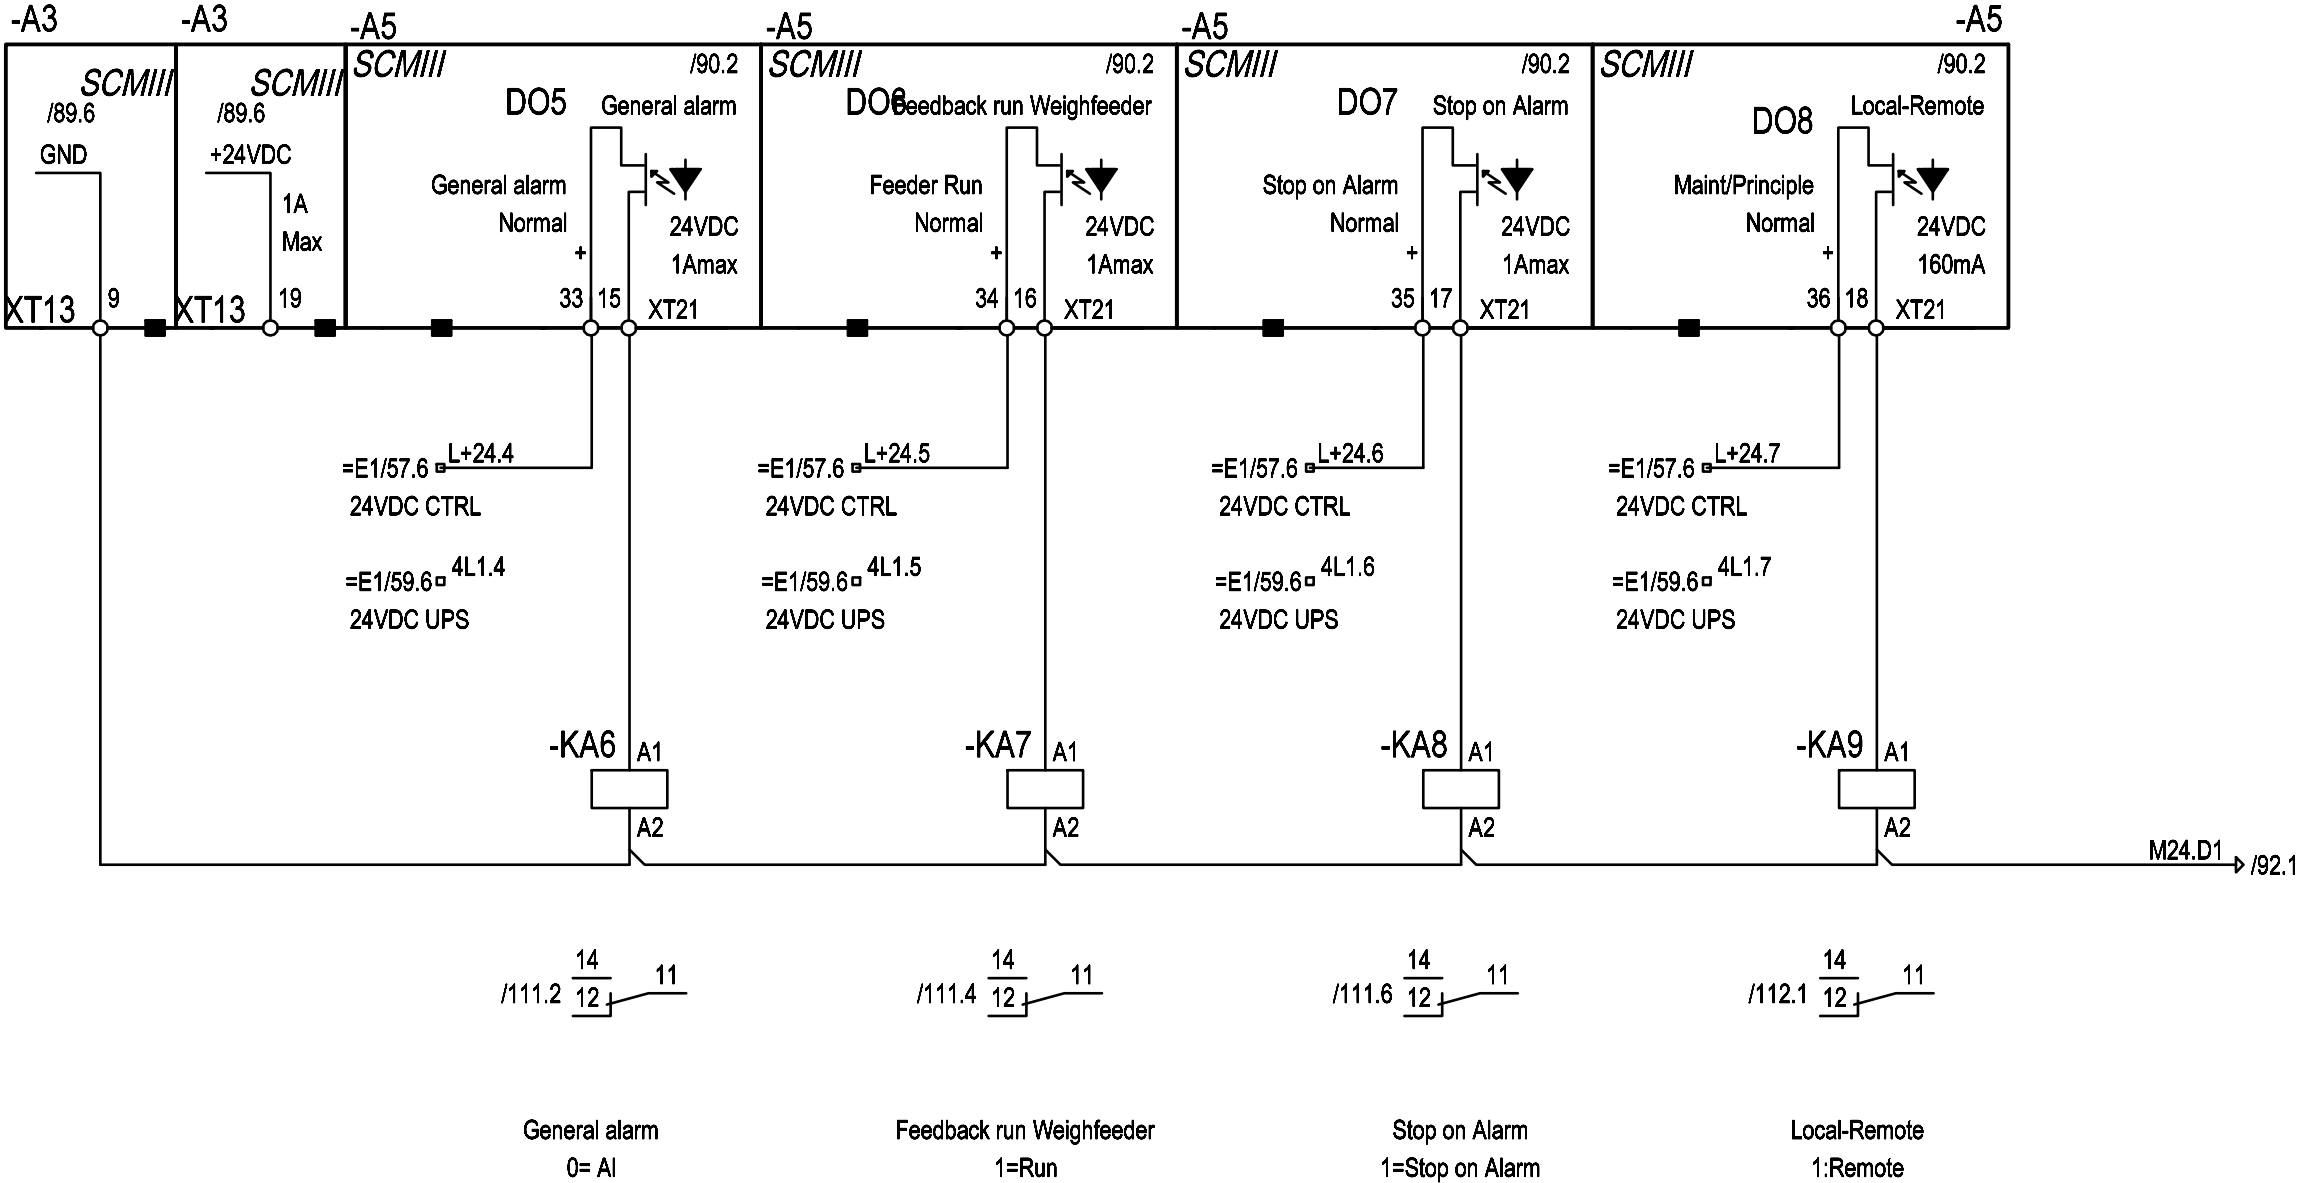 -A3
-A3
-A5
-A5
-A5
-A5
SCMIII
SCMIII
SCMIII
SCMIII
SCMIII
SCMIII
/90.2
/90.2
/90.2
/90.2
/89.6
GND
/89.6
+24VDC
1A
Max
DO5
General alarm
General alarm
Normal
24VDC
1Amax
+
33
15
XT21
DO6
Feedback run Weighfeeder
Feeder Run
Normal
24VDC
1Amax
+
34
16
XT21
DO7
Stop on Alarm
Stop on Alarm
Normal
24VDC
1Amax
+
35
17
XT21
DO8
Local-Remote
Maint/Principle
Normal
24VDC
160mA
+
36
18
XT21
XT13
9
XT13
19
=E1/57.6
L+24.4
24VDC CTRL
=E1/57.6
L+24.5
24VDC CTRL
=E1/57.6
L+24.6
24VDC CTRL
=E1/57.6
L+24.7
24VDC CTRL
=E1/59.6
4L1.4
24VDC UPS
=E1/59.6
4L1.5
24VDC UPS
=E1/59.6
4L1.6
24VDC UPS
=E1/59.6
4L1.7
24VDC UPS
-KA6
A1
A2
-KA7
A1
A2
-KA8
A1
A2
-KA9
A1
A2
M24.D1
/92.1
/111.2
14
12
11
/111.4
14
12
11
/111.6
14
12
11
/112.1
14
12
11
General alarm
0= Al
Feedback run Weighfeeder
1=Run
Stop on Alarm
1=Stop on Alarm
Local-Remote
1:Remote